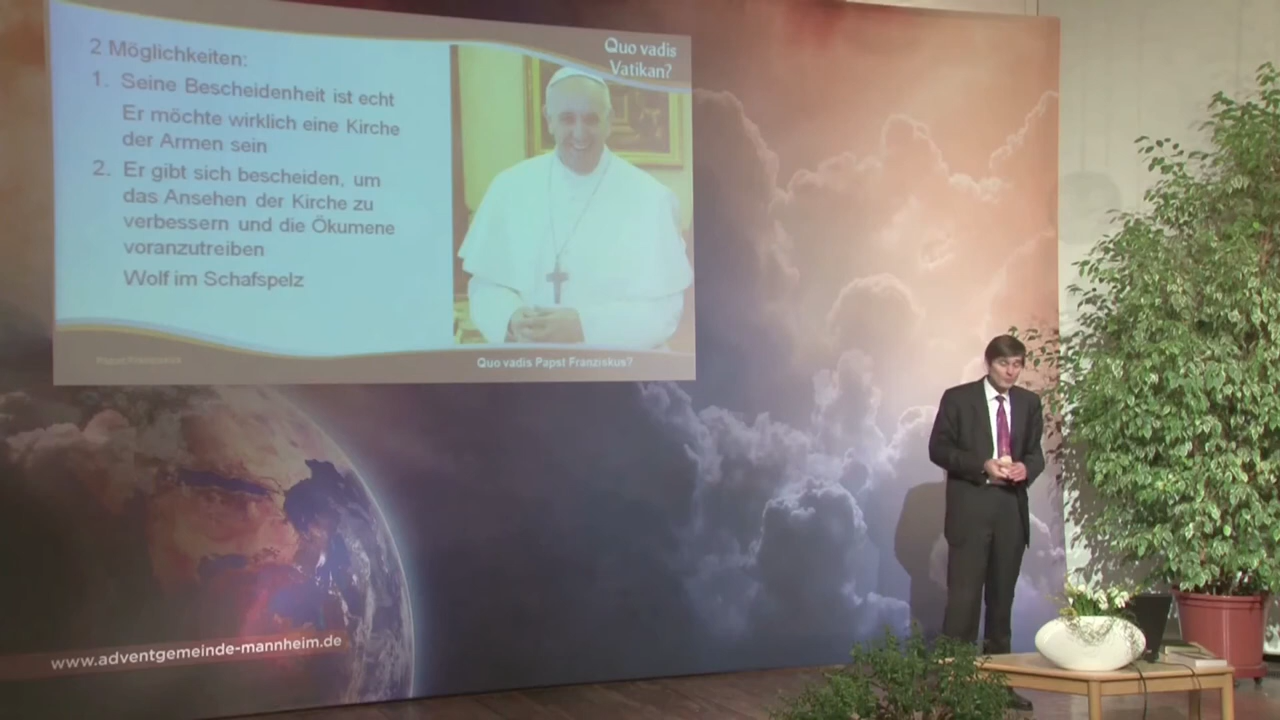 2 Möglichkeiten:
1. Seine Bescheidenheit ist echt
Er möchte wirklich eine Kirche
der Armen sein
2. Er gibt sich bescheiden, um
das Ansehen der Kirche zu
verbessern und die Ökumene
voranzutreiben
Wolf im Schafspelz
Quo vadis
Vatikan?
Quo vadis Papst Franziskus?
www.adventgemeinde-mannheim.de